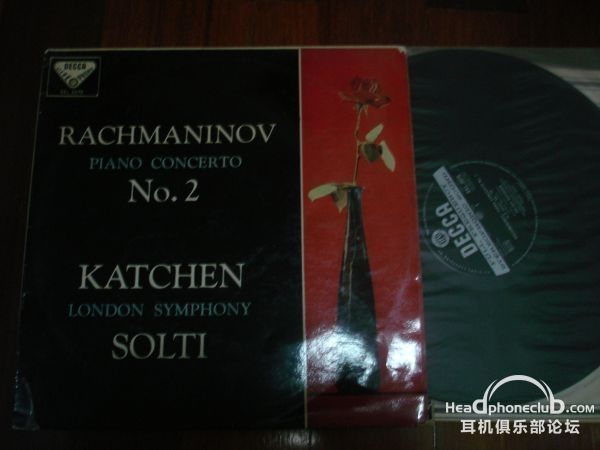 DECCA
RACHMANINOV
PIANO CONCERTO
No. 2
KATCHEN
LONDON SYMPHONY
SOLTI
DECCA
Headphoneclub.com
耳机俱乐部论坛